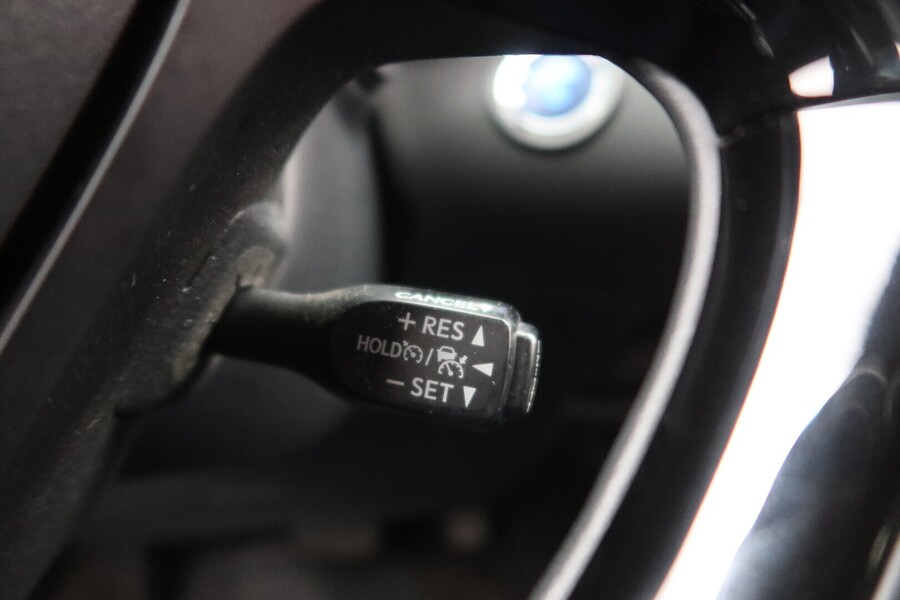 CANCEL
+ RES ▲
HOLD / ◀
− SET ▼